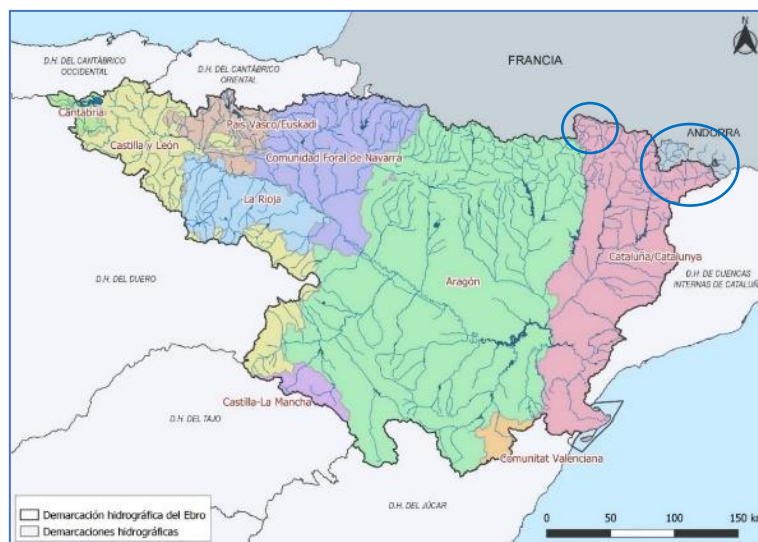 N
D.H. DEL CANTÁBRICO
OCCIDENTAL
D.H. DEL CANTÁBRICO
ORIENTAL
FRANCIA
ANDORRA
Cantabria
País Vasco/Euskadi
Castilla y León
Comunidad Foral de Navarra
La Rioja
Cataluña/Catalunya
D.H. DE CUENCAS
INTERNAS DE CATALUÑ
Aragón
D.H. DEL DUERO
Castilla-La Mancha
D.H. DEL TAJO
Comunitat Valenciana
D.H. DEL JÚCAR
Demarcación hidrográfica del Ebro
Demarcaciones hidrográficas
0 50 100 150 km